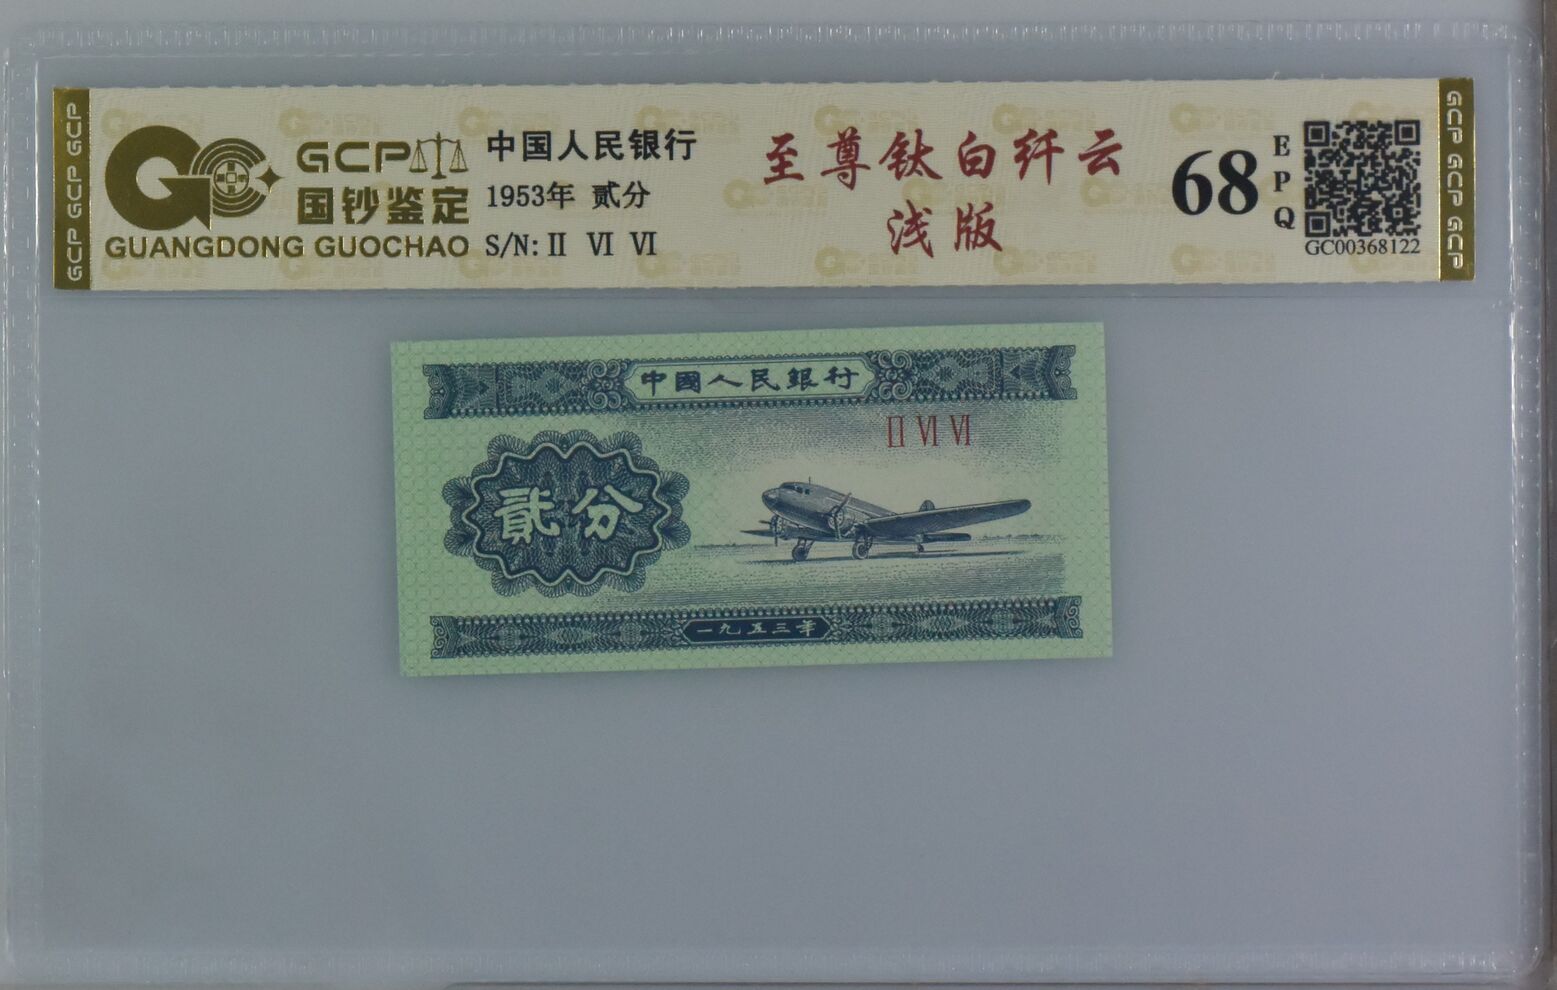 GCP GCP GCP
GCP
国钞鉴定
GUANGDONG GUOCHAO
中国人民银行
1953年 贰分
S/N: II VI VI
至尊钛白纤云
浅版
68
E
P
Q
GC00368122
GCP GCP GCP
中國人民銀行
II VI VI
貳分
一九五三年